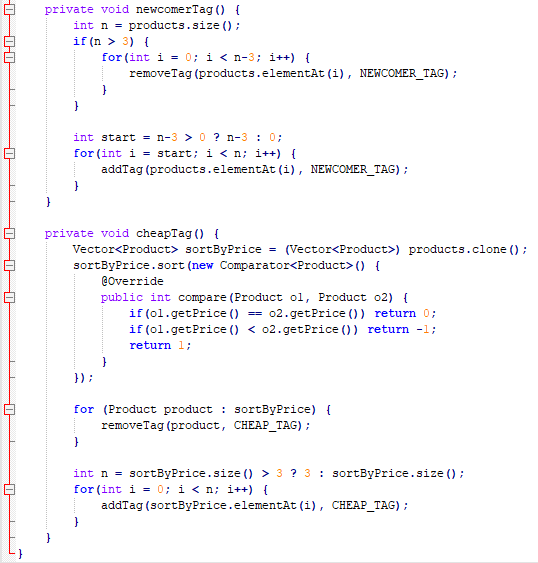 private void newcomerTag() {
int n = products.size();
if(n > 3) {
for(int i = 0; i < n-3; i++) {
removeTag(products.elementAt(i), NEWCOMER_TAG);
}
}
int start = n-3 > 0 ? n-3 : 0;
for(int i = start; i < n; i++) {
addTag(products.elementAt(i), NEWCOMER_TAG);
}
}
private void cheapTag() {
Vector<Product> sortByPrice = (Vector<Product>) products.clone();
sortByPrice.sort(new Comparator<Product>() {
@Override
public int compare(Product o1, Product o2) {
if(o1.getPrice() == o2.getPrice()) return 0;
if(o1.getPrice() < o2.getPrice()) return -1;
return 1;
}
});
for (Product product : sortByPrice) {
removeTag(product, CHEAP_TAG);
}
int n = sortByPrice.size() > 3 ? 3 : sortByPrice.size();
for(int i = 0; i < n; i++) {
addTag(sortByPrice.elementAt(i), CHEAP_TAG);
}
}
}